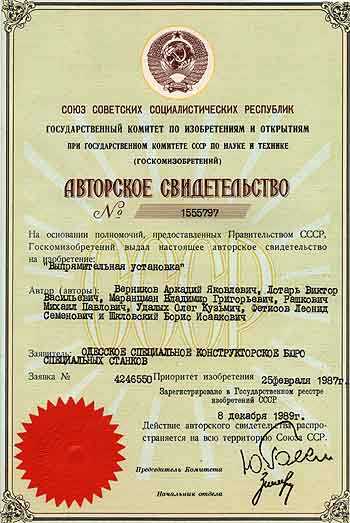 СОЮЗ СОВЕТСКИХ СОЦИАЛИСТИЧЕСКИХ РЕСПУБЛИК
ГОСУДАРСТВЕННЫЙ КОМИТЕТ ПО ИЗОБРЕТЕНИЯМ И ОТКРЫТИЯМ
ПРИ ГОСУДАРСТВЕННОМ КОМИТЕТЕ СССР ПО НАУКЕ И ТЕХНИКЕ
(ГОСКОМИЗОБРЕТЕНИЙ)
АВТОРСКОЕ СВИДЕТЕЛЬСТВО
№ 1555797
На основании полномочий, предоставленных Правительством СССР,
Госкомизобретений выдал настоящее авторское свидетельство
на изобретение:
"Выпрямительная установка"
Автор (авторы): Верников Аркадий Яковлевич, Лотарь Виктор
Васильевич, Маранцман Владимир Григорьевич, Рашкович
Михаил Павлович, Удалых Олег Кузьмич, Фетисов Леонид
Семенович и Шкловский Борис Исаакович
Заявитель: ОДЕССКОЕ СПЕЦИАЛЬНОЕ КОНСТРУКТОРСКОЕ БЮРО
СПЕЦИАЛЬНЫХ СТАНКОВ
Заявка № 4246550 Приоритет изобретения 25февраля 1987г.
Зарегистрировано в Государственном реестре
изобретений СССР
8 декабря 1989г.
Действие авторского свидетельства распро-
страняется на всю территорию Союза ССР.
Председатель Комитета
Начальник отдела